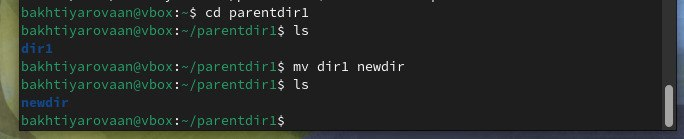 bakhtiyarovaan@vbox:~$ cd parentdir1
bakhtiyarovaan@vbox:~/parentdir1$ ls
dir1
bakhtiyarovaan@vbox:~/parentdir1$ mv dir1 newdir
bakhtiyarovaan@vbox:~/parentdir1$ ls
newdir
bakhtiyarovaan@vbox:~/parentdir1$